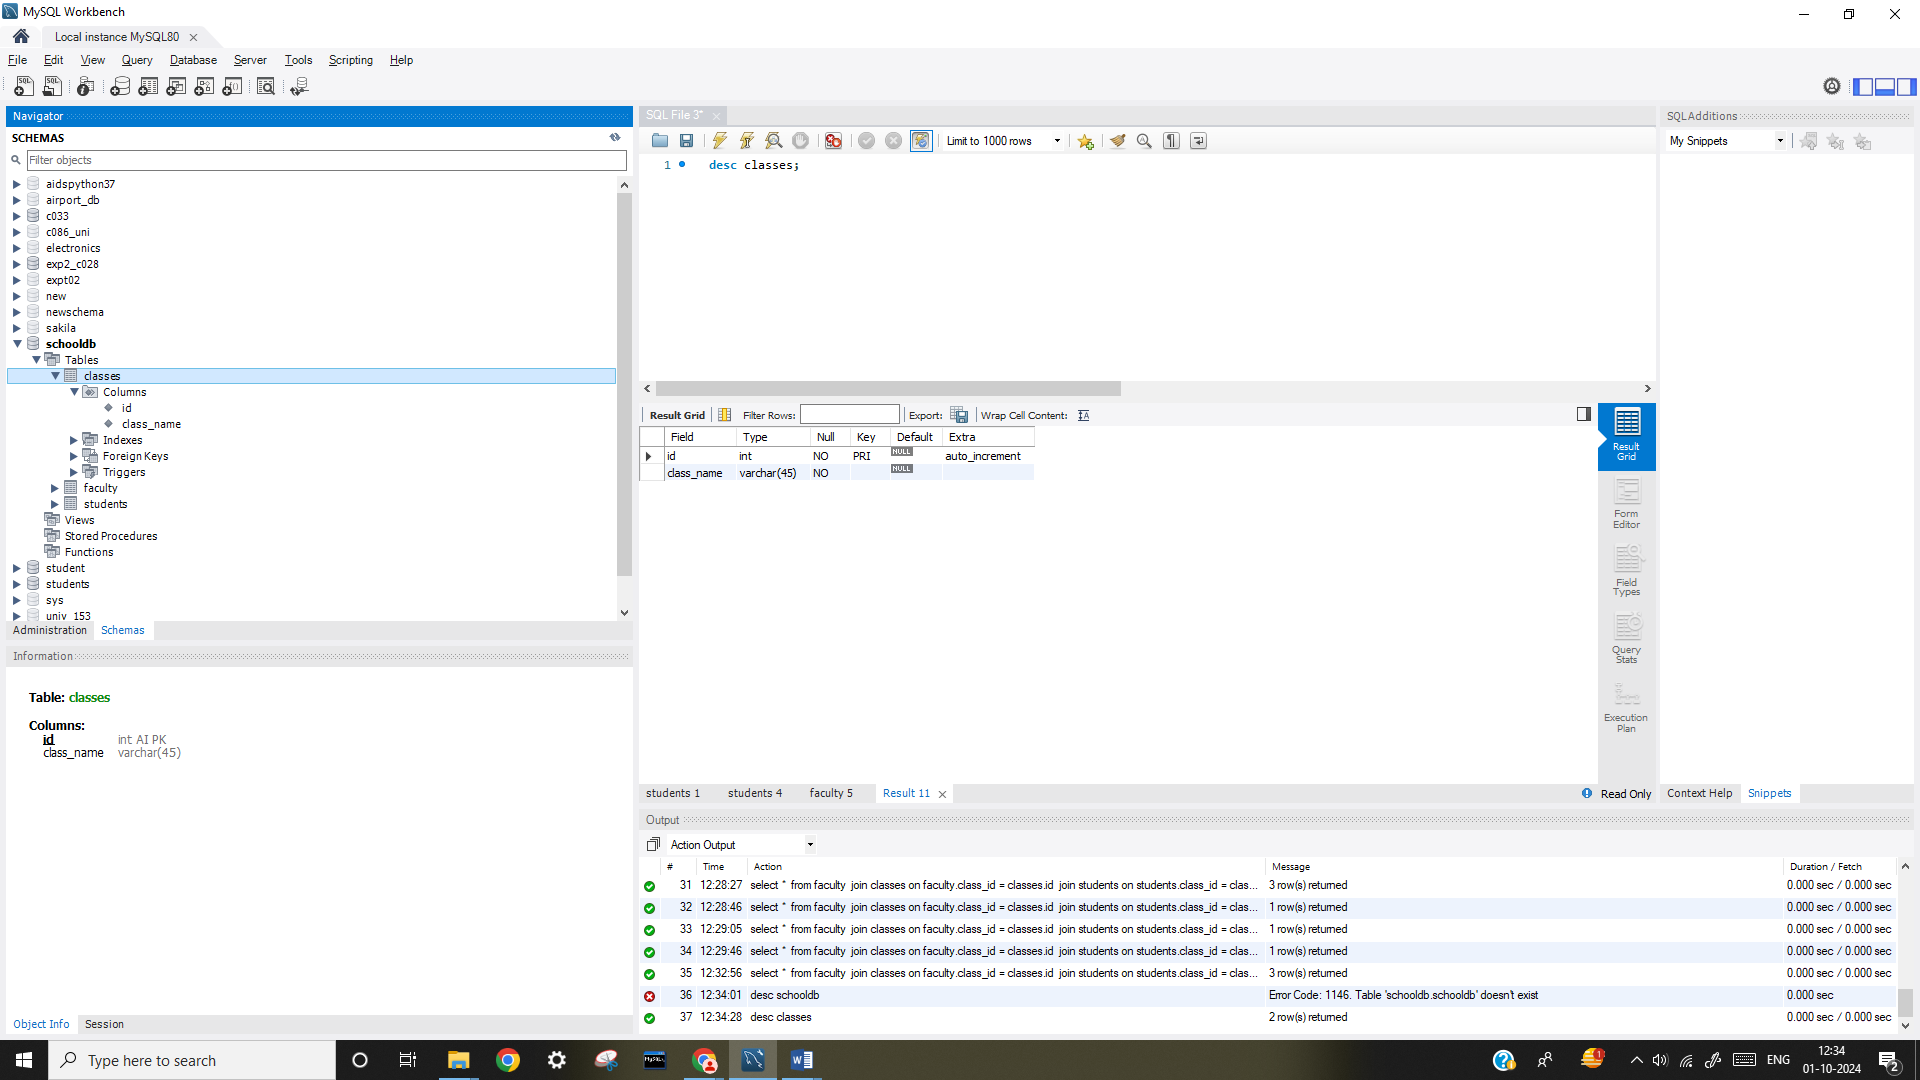 MySQL Workbench
Local instance MySQL80
File Edit View Query Database Server Tools Scripting Help
Navigator
SCHEMAS
Filter objects
aidspython37
airport_db
c033
c086_uni
electronics
exp2_c028
expt02
new
newschema
sakila
schooldb
Tables
classes
Columns
id
class_name
Indexes
Foreign Keys
Triggers
faculty
students
Views
Stored Procedures
Functions
student
students
sys
univ_153
Administration Schemas
Information
Table: classes
Columns:
id int AI PK
class_name varchar(45)
Object Info Session
SQL File 3*
Limit to 1000 rows
1 desc classes;
Result Grid Filter Rows: Export: Wrap Cell Content:
Field Type Null Key Default Extra
id int NO PRI NULL auto_increment
class_name varchar(45) NO NULL
Result
Grid
Form
Editor
Field
Types
Query
Stats
Execution
Plan
students 1 students 4 faculty 5 Result 11 Read Only
SQLAdditions
My Snippets
Context Help Snippets
Output
Action Output
# Time Action Message Duration / Fetch
31 12:28:27 select * from faculty join classes on faculty.class_id = classes.id join students on students.class_id = clas... 3 row(s) returned 0.000 sec / 0.000 sec
32 12:28:46 select * from faculty join classes on faculty.class_id = classes.id join students on students.class_id = clas... 1 row(s) returned 0.000 sec / 0.000 sec
33 12:29:05 select * from faculty join classes on faculty.class_id = classes.id join students on students.class_id = clas... 1 row(s) returned 0.000 sec / 0.000 sec
34 12:29:46 select * from faculty join classes on faculty.class_id = classes.id join students on students.class_id = clas... 1 row(s) returned 0.000 sec / 0.000 sec
35 12:32:56 select * from faculty join classes on faculty.class_id = classes.id join students on students.class_id = clas... 3 row(s) returned 0.000 sec / 0.000 sec
36 12:34:01 desc schooldb Error Code: 1146. Table 'schooldb.schooldb' doesn't exist 0.000 sec
37 12:34:28 desc classes 2 row(s) returned 0.000 sec / 0.000 sec
Type here to search
ENG
12:34
01-10-2024
2